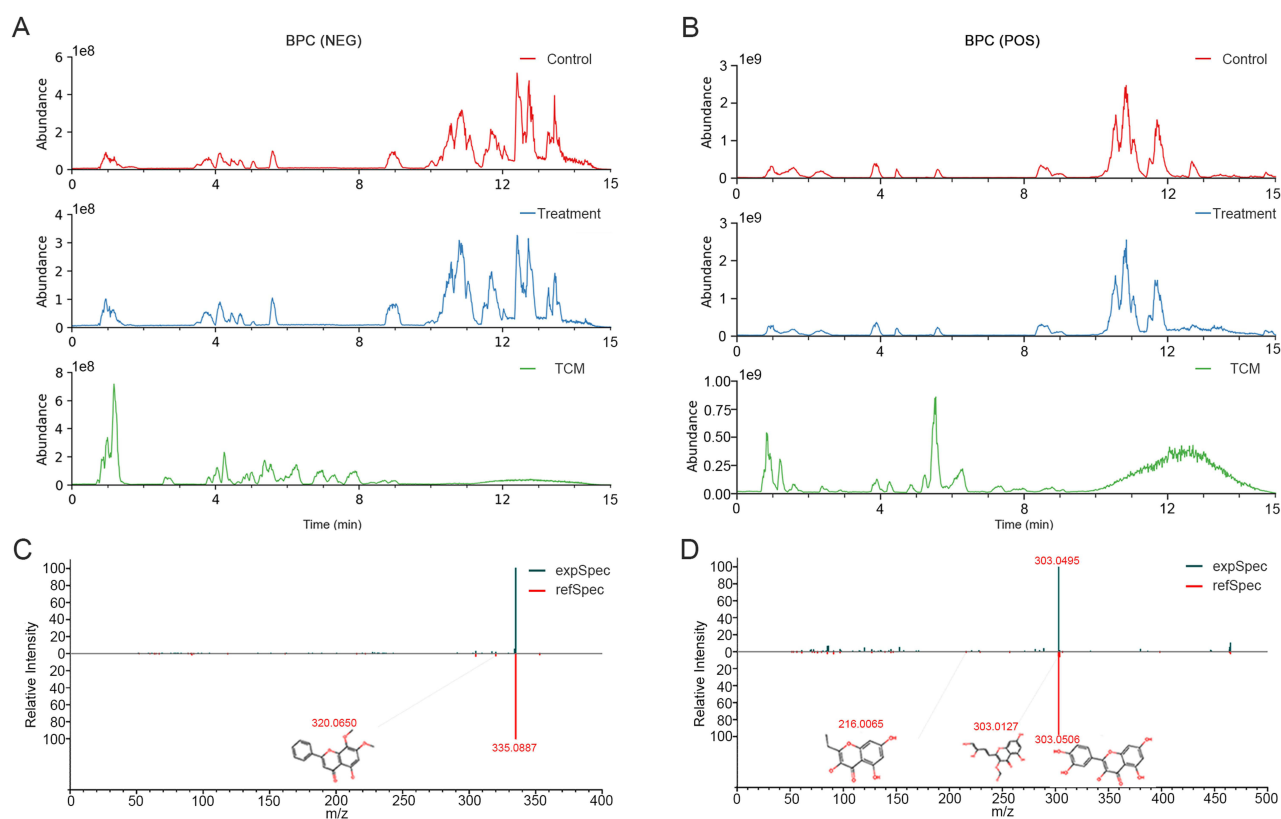 A
BPC (NEG)
1e8
Control
Abundance
6
4
2
0
0 4 8 12 15
1e8
Treatment
Abundance
4
3
2
1
0
0 4 8 12 15
1e8
TCM
Abundance
8
6
4
2
0
0 4 8 12 15
Time (min)
B
BPC (POS)
1e9
Control
Abundance
3
2
1
0
0 4 8 12 15
1e9
Treatment
Abundance
3
2
1
0
0 4 8 12 15
1e9
TCM
Abundance
1.00
0.75
0.50
0.25
0.00
0 4 8 12 15
Time (min)
C
expSpec
refSpec
Relative Intensity
100
80
60
40
20
0
20
40
60
80
100
320.0650
335.0887
0 50 100 150 200 250 300 350 400
m/z
D
303.0495
expSpec
refSpec
Relative Intensity
100
80
60
40
20
0
20
40
60
80
100
216.0065
303.0127
303.0506
0 50 100 150 200 250 300 350 400 450 500
m/z